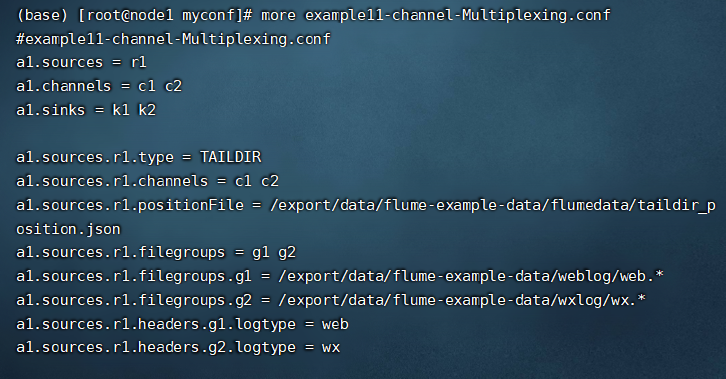 (base) [root@node1 myconf]# more example11-channel-Multiplexing.conf
#example11-channel-Multiplexing.conf
a1.sources = r1
a1.channels = c1 c2
a1.sinks = k1 k2

a1.sources.r1.type = TAILDIR
a1.sources.r1.channels = c1 c2
a1.sources.r1.positionFile = /export/data/flume-example-data/flumedata/taildir_p
osition.json
a1.sources.r1.filegroups = g1 g2
a1.sources.r1.filegroups.g1 = /export/data/flume-example-data/weblog/web.*
a1.sources.r1.filegroups.g2 = /export/data/flume-example-data/wxlog/wx.*
a1.sources.r1.headers.g1.logtype = web
a1.sources.r1.headers.g2.logtype = wx